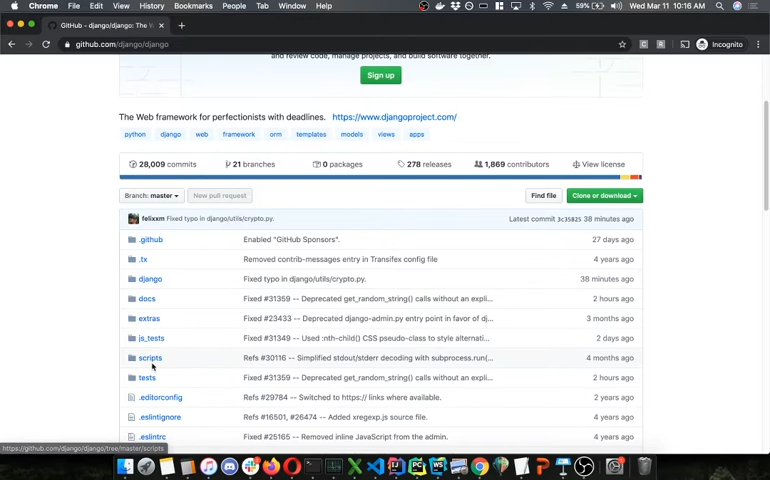 Chrome File Edit View History Bookmarks People Tab Window Help 59% Wed Mar 11 10:16 AM
GitHub - django/django: The W
github.com/django/django Incognito
and review code, manage projects, and build software together.
Sign up
The Web framework for perfectionists with deadlines. https://www.djangoproject.com/
python django web framework orm templates models views apps
28,009 commits 21 branches 0 packages 278 releases 1,869 contributors View license
Branch: master New pull request Find file Clone or download
felixxm Fixed typo in django/utils/crypto.py. Latest commit 3c35825 38 minutes ago
.github Enabled "GitHub Sponsors". 27 days ago
.tx Removed contrib-messages entry in Transifex config file 4 years ago
django Fixed typo in django/utils/crypto.py. 38 minutes ago
docs Fixed #31359 -- Deprecated get_random_string() calls without an expli... 2 hours ago
extras Fixed #23433 -- Deprecated django-admin.py entry point in favor of dj... 3 months ago
js_tests Fixed #31349 -- Used :nth-child() CSS pseudo-class to style alternati... 2 days ago
scripts Refs #30116 -- Simplified stdout/stderr decoding with subprocess.run(... 4 months ago
tests Fixed #31359 -- Deprecated get_random_string() calls without an expli... 2 hours ago
.editorconfig Refs #29784 -- Switched to https:// links where available. 2 years ago
.eslintignore Refs #16501, #26474 -- Added xregexp.js source file. 4 years ago
.eslintrc Fixed #25165 -- Removed inline JavaScript from the admin. 4 years ago
https://github.com/django/django/tree/master/scripts